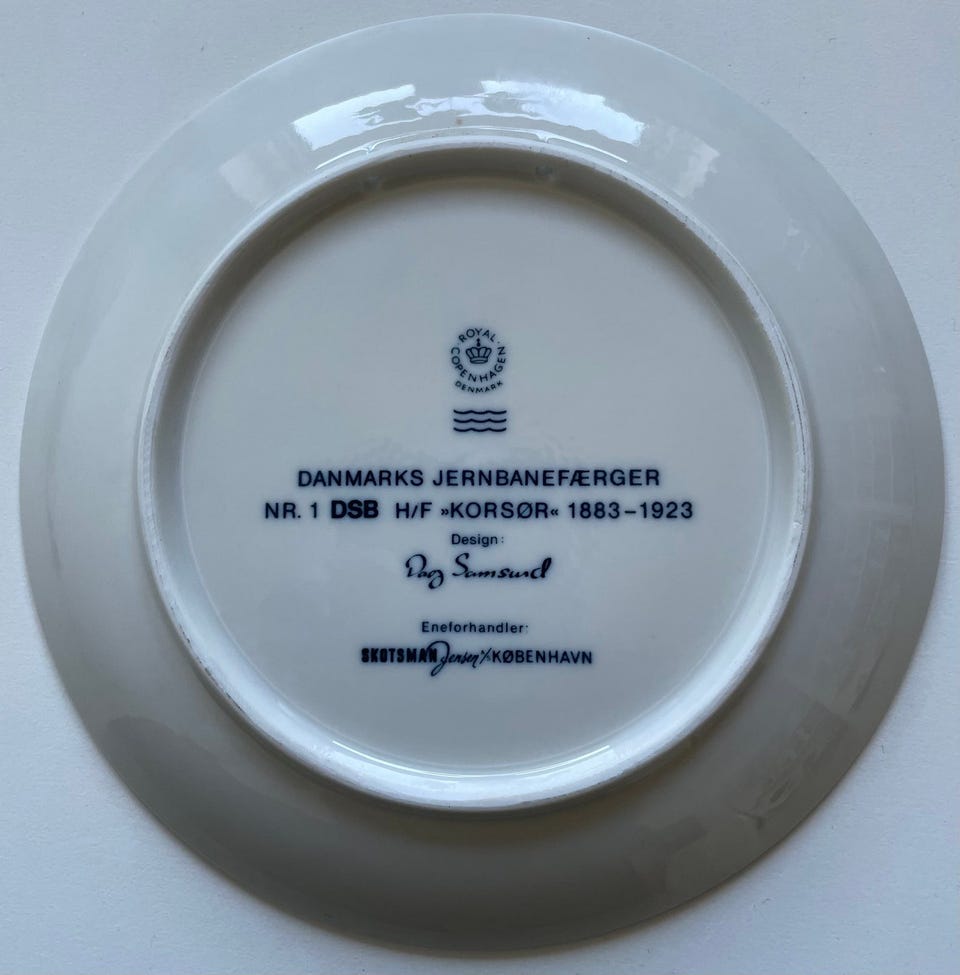 ROYAL
COPENHAGEN
DENMARK
DANMARKS JERNBANEFÆRGER
NR. 1 DSB H/F »KORSØR« 1883–1923
Design:
Dag Samsund
Eneforhandler:
SKOTSMAN Jensen A/S KØBENHAVN